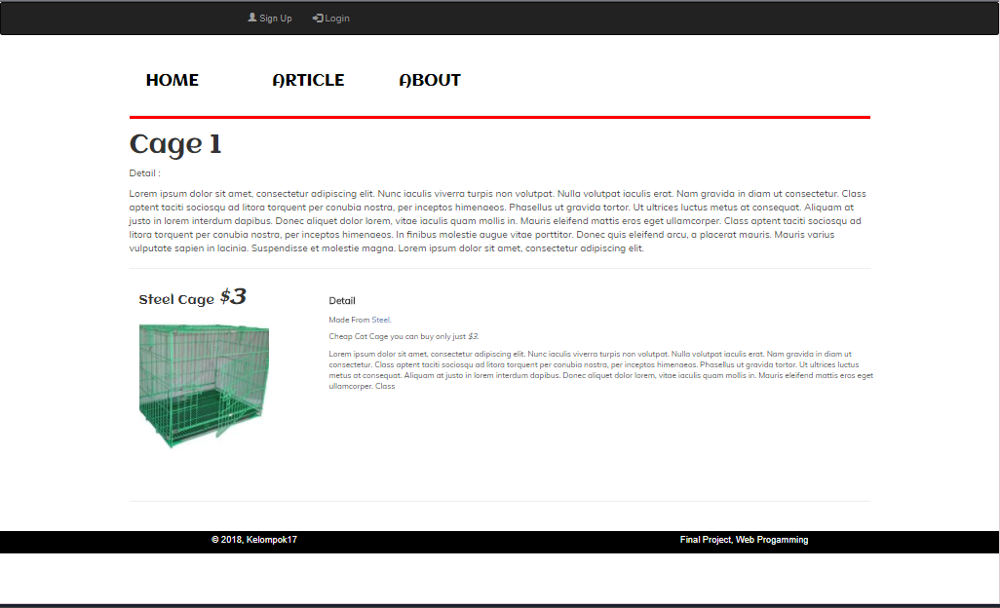 Sign Up Login
HOME ARTICLE ABOUT
Cage 1
Detail :
Lorem ipsum dolor sit amet, consectetur adipiscing elit. Nunc iaculis viverra turpis non volutpat. Nulla volutpat iaculis erat. Nam gravida in diam ut consectetur. Class
aptent taciti sociosqu ad litora torquent per conubia nostra, per inceptos himenaeos. Phasellus ut gravida tortor. Ut ultrices luctus metus at consequat. Aliquam at
justo in lorem interdum dapibus. Donec aliquet dolor lorem, vitae iaculis quam mollis in. Mauris eleifend mattis eros eget ullamcorper. Class aptent taciti sociosqu ad
litora torquent per conubia nostra, per inceptos himenaeos. In finibus molestie augue vitae porttitor. Donec quis eleifend arcu, a placerat mauris. Mauris varius
vulputate sapien in lacinia. Suspendisse et molestie magna. Lorem ipsum dolor sit amet, consectetur adipiscing elit.
Steel Cage $3
Detail
Made From Steel.
Cheap Cat Cage you can buy only just $3.
Lorem ipsum dolor sit amet, consectetur adipiscing elit. Nunc iaculis viverra turpis non volutpat. Nulla volutpat iaculis erat. Nam gravida in diam ut
consectetur. Class aptent taciti sociosqu ad litora torquent per conubia nostra, per inceptos himenaeos. Phasellus ut gravida tortor. Ut ultrices luctus
metus at consequat. Aliquam at justo in lorem interdum dapibus. Donec aliquet dolor lorem, vitae iaculis quam mollis in. Mauris eleifend mattis eros eget
ullamcorper. Class
© 2018, Kelompok17 Final Project, Web Progamming